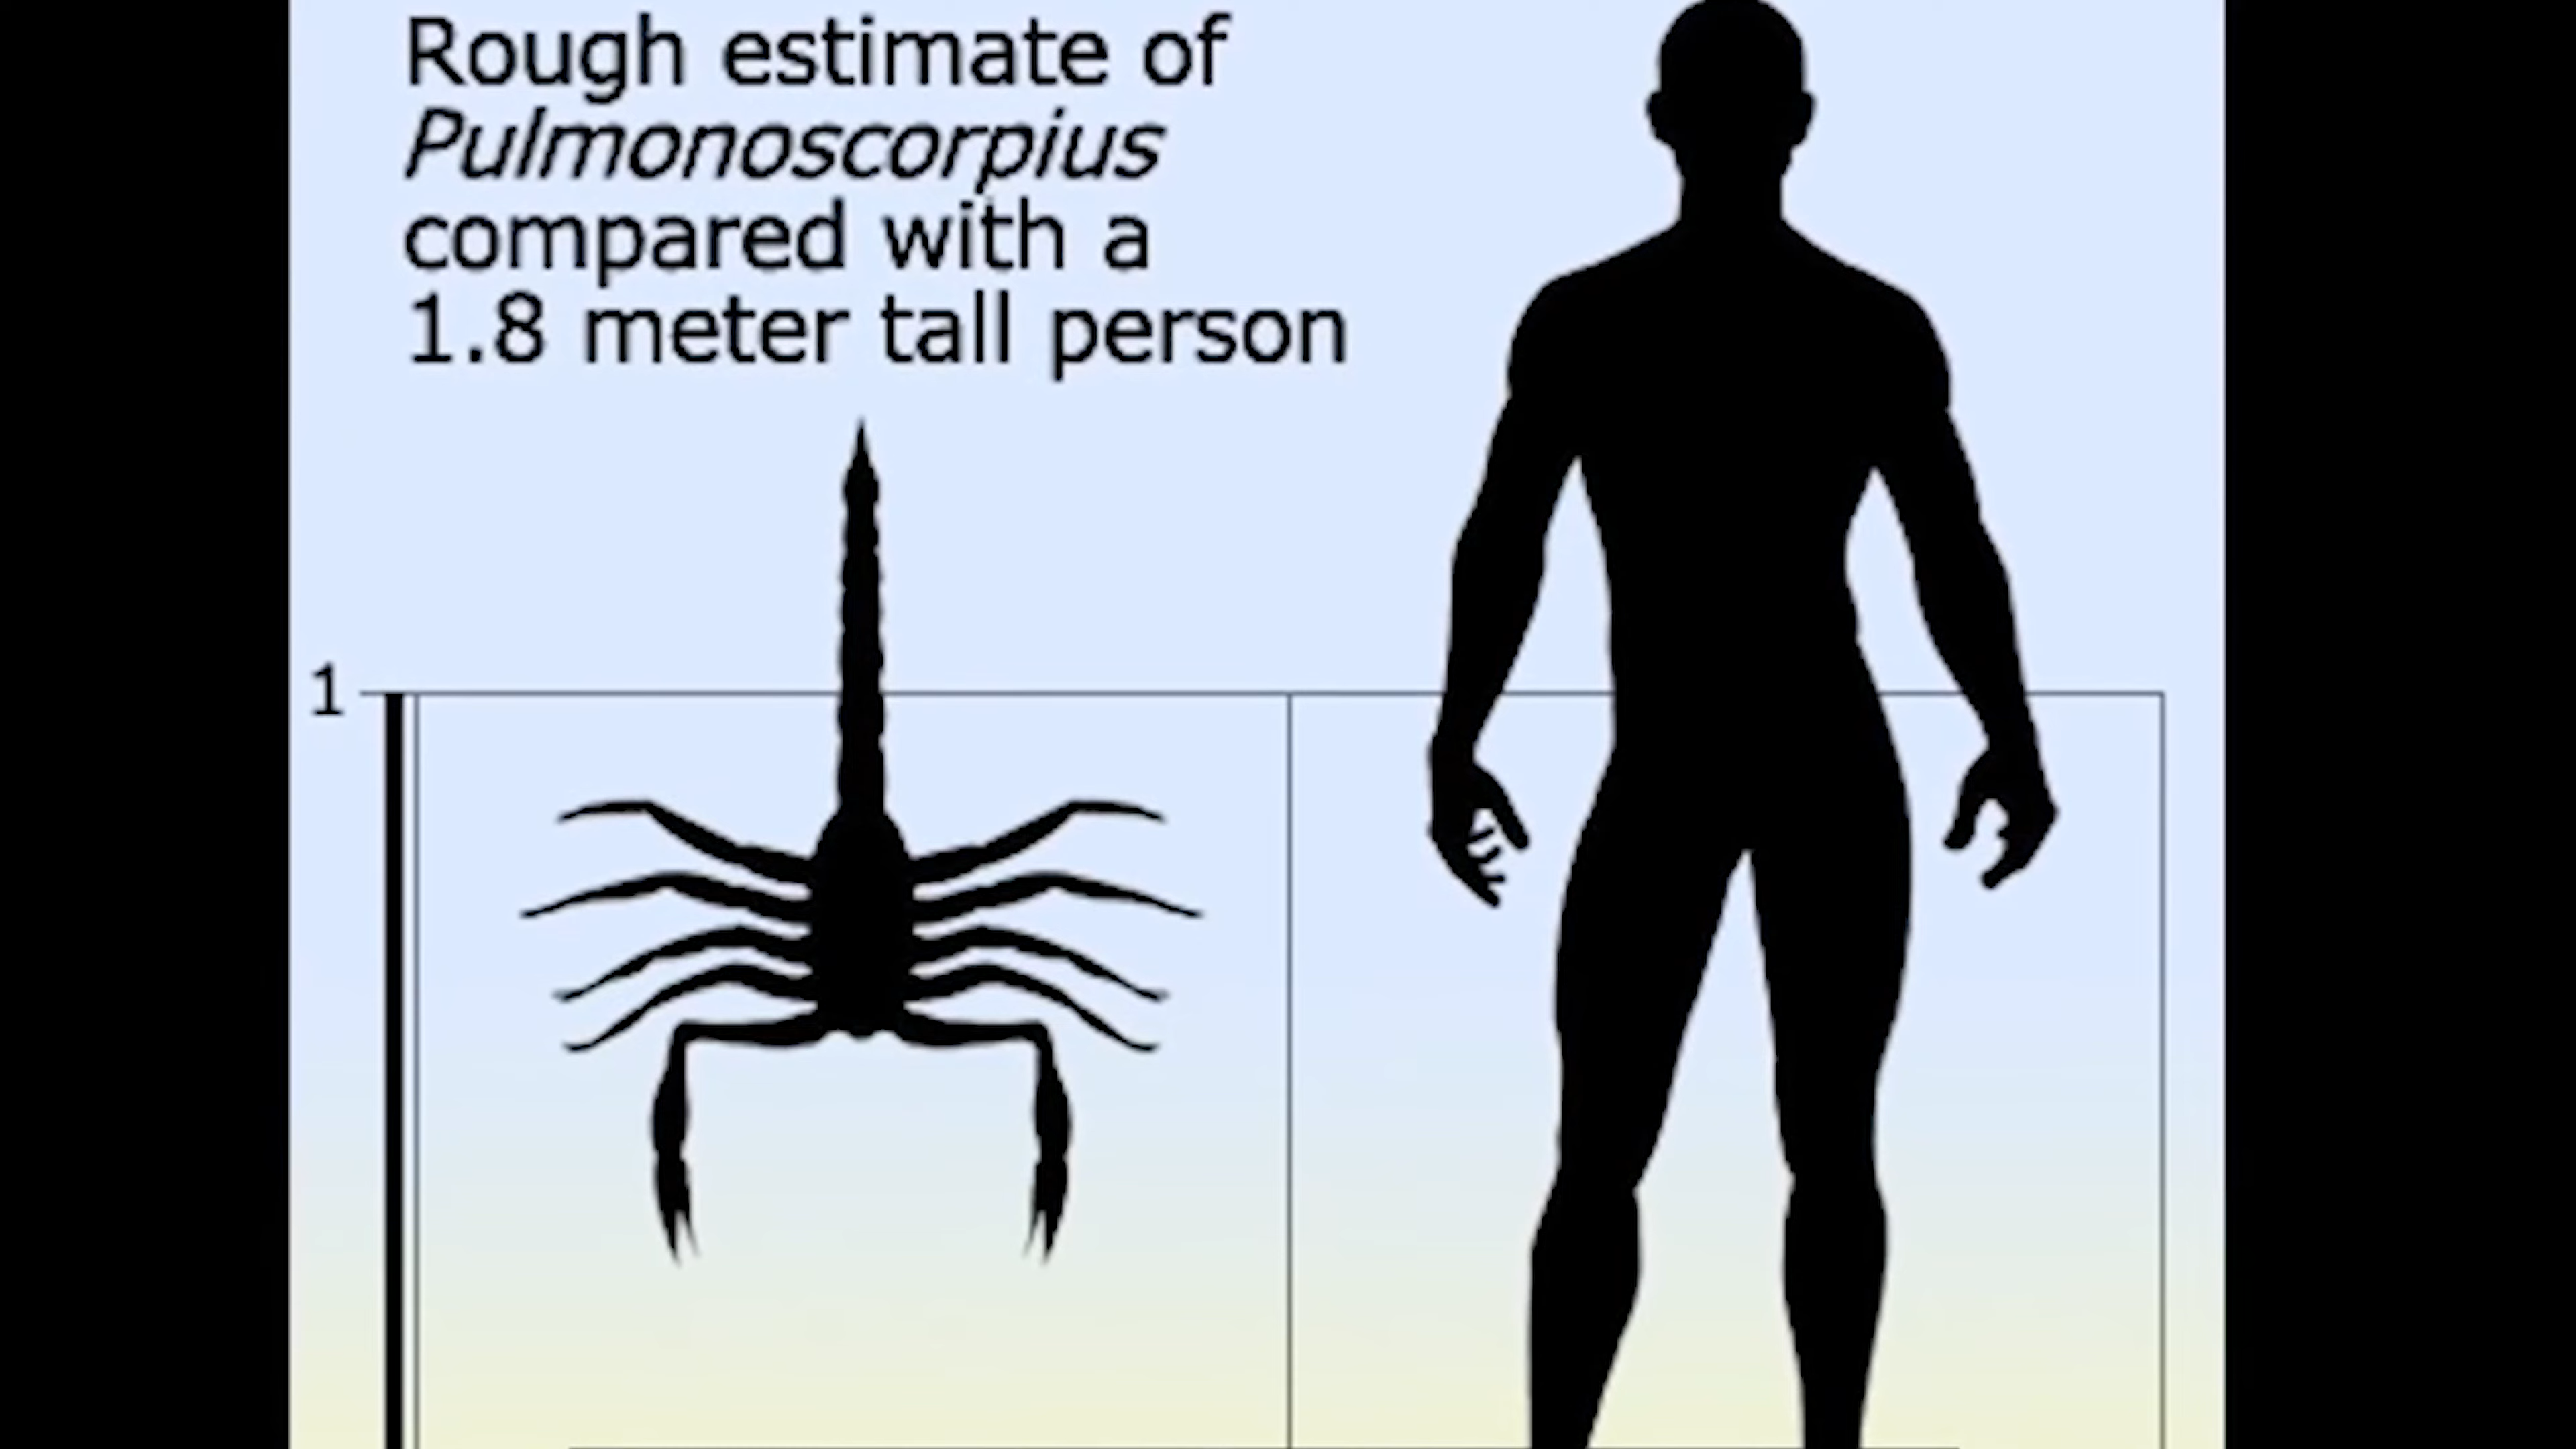 Rough estimate of
Pulmonoscorpius
compared with a
1.8 meter tall person
1